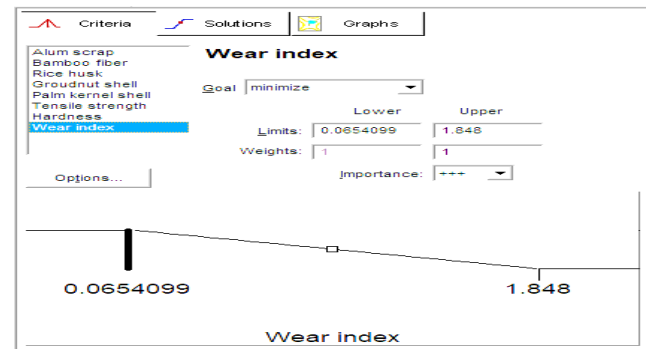 Criteria Solutions Graphs
Alum scrap
Bamboo fiber
Rice husk
Groudnut shell
Palm kernel shell
Tensile strength
Hardness
Wear index
Options...
Wear index
Goal minimize
Lower Upper
Limits: 0.0654099 1.848
Weights: 1 1
Importance: +++
0.0654099 1.848
Wear index